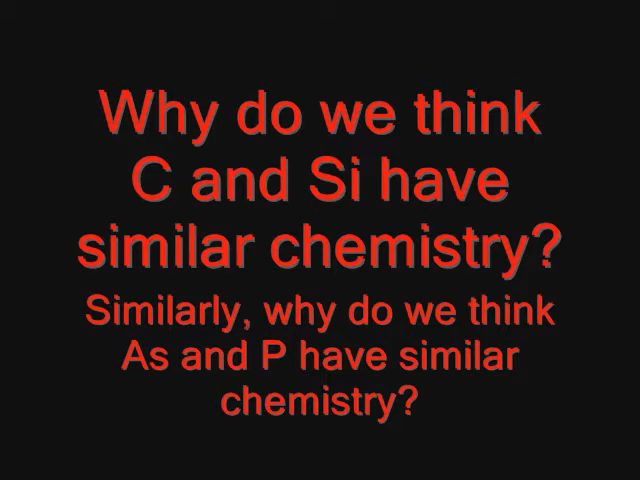 Why do we think
C and Si have
similar chemistry?
Similarly, why do we think
As and P have similar
chemistry?